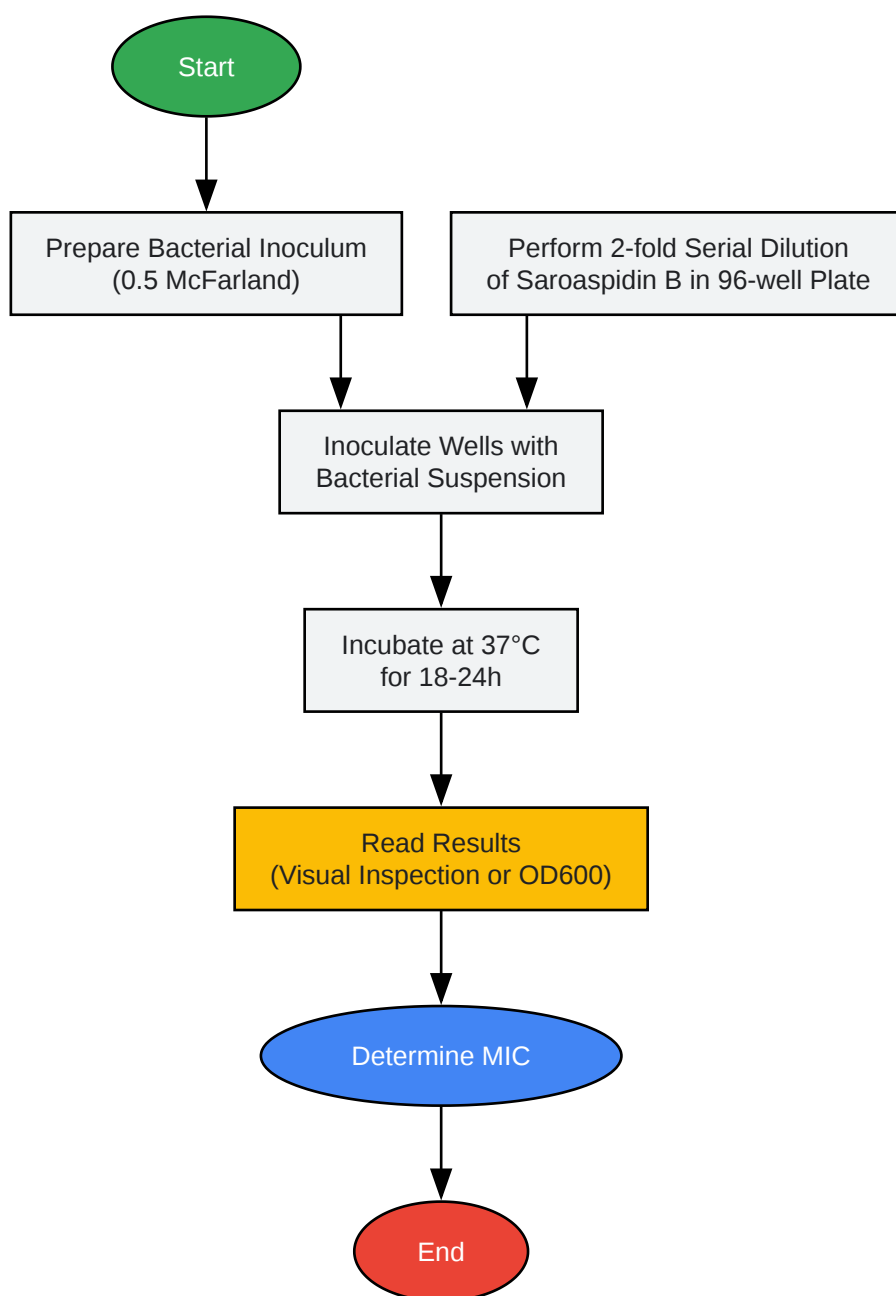 Start
Prepare Bacterial Inoculum
(0.5 McFarland)
Perform 2-fold Serial Dilution
of Saroaspidin B in 96-well Plate
Inoculate Wells with
Bacterial Suspension
Incubate at 37°C
for 18-24h
Read Results
(Visual Inspection or OD600)
Determine MIC
End